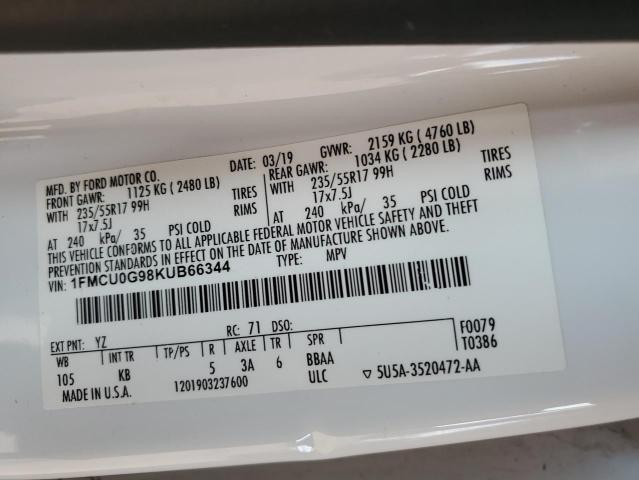 MFD. BY FORD MOTOR CO. DATE: 03/19 GVWR: 2159 KG ( 4760 LB)
FRONT GAWR: 1125 KG ( 2480 LB) REAR GAWR: 1034 KG ( 2280 LB)
WITH 235/55R17 99H TIRES WITH 235/55R17 99H TIRES
17x7.5J RIMS 17x7.5J RIMS
AT 240 kPa/ 35 PSI COLD AT 240 kPa/ 35 PSI COLD
THIS VEHICLE CONFORMS TO ALL APPLICABLE FEDERAL MOTOR VEHICLE SAFETY AND THEFT
PREVENTION STANDARDS IN EFFECT ON THE DATE OF MANUFACTURE SHOWN ABOVE.
VIN: 1FMCU0G98KUB66344 TYPE: MPV
EXT PNT: YZ RC: 71 DSO: F0079
WB INT TR TP/PS R AXLE TR SPR T0386
105 KB 5 3A 6 BBAA
MADE IN U.S.A. 1201903237600 ULC ▽ 5U5A-3520472-AA